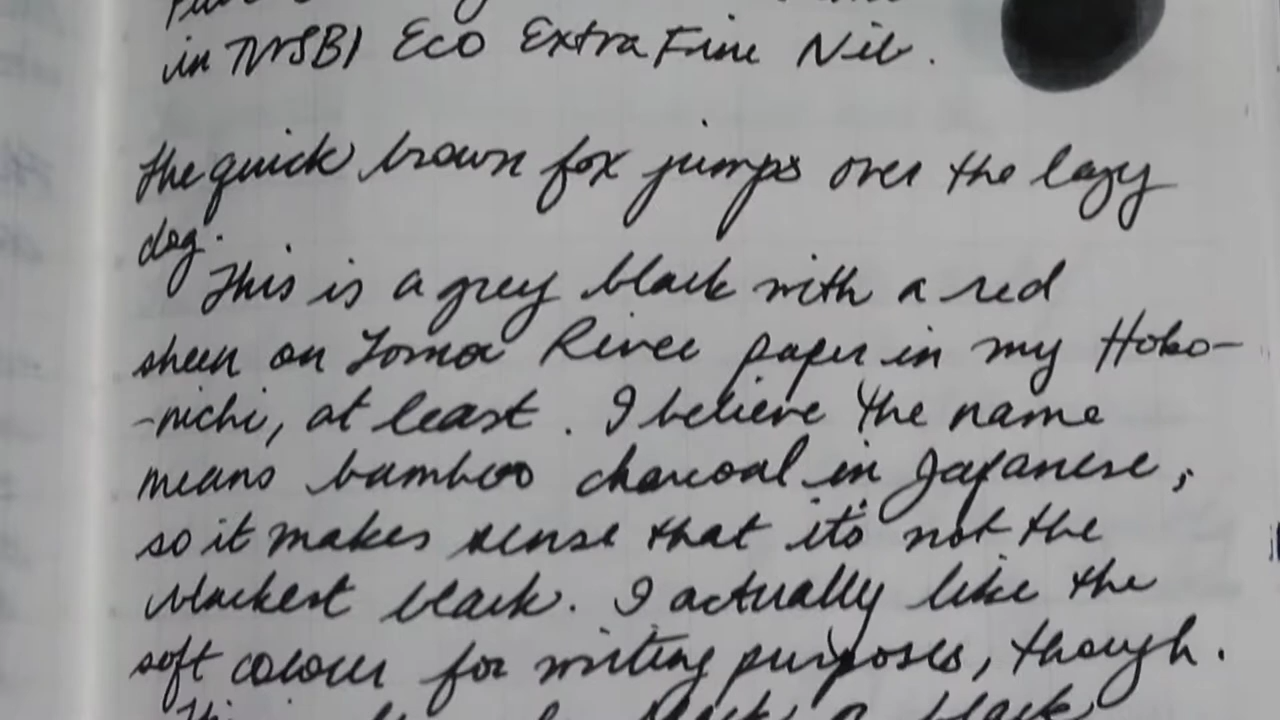 in TWSBI Eco Extra Fine Nib.
the quick brown fox jumps over the lazy
dog.
This is a grey black with a red
sheen on Tomoe River paper in my Hobo-
-nichi, at least. I believe the name
means bamboo charcoal in Japanese,
so it makes sense that it's not the
blackest black. I actually like the
soft colour for writing purposes, though.
black